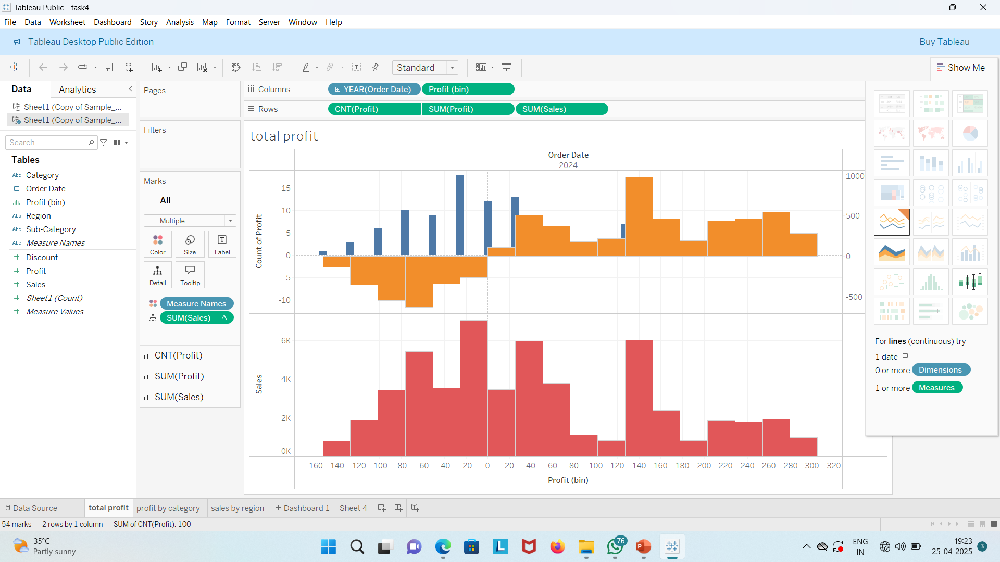 Tableau Public - task4
File Data Worksheet Dashboard Story Analysis Map Format Server Window Help
Tableau Desktop Public Edition
Buy Tableau
Standard
Show Me
Data
Analytics
Sheet1 (Copy of Sample_...
Sheet1 (Copy of Sample_...
Search
Tables
Abc Category
Order Date
Profit (bin)
Abc Region
Abc Sub-Category
Abc Measure Names
Discount
Profit
Sales
Sheet1 (Count)
Measure Values
Pages
Filters
Marks
All
Multiple
Color
Size
Label
Detail
Tooltip
Measure Names
SUM(Sales) Δ
CNT(Profit)
SUM(Profit)
SUM(Sales)
Columns
YEAR(Order Date)
Profit (bin)
Rows
CNT(Profit)
SUM(Profit)
SUM(Sales)
total profit
Order Date
2024
Count of Profit
15
10
5
0
-5
-10
1000
500
0
-500
Sales
6K
4K
2K
0K
-160 -140 -120 -100 -80 -60 -40 -20 0 20 40 60 80 100 120 140 160 180 200 220 240 260 280 300 320
Profit (bin)
For lines (continuous) try
1 date
0 or more Dimensions
1 or more Measures
Data Source
total profit
profit by category
sales by region
Dashboard 1
Sheet 4
54 marks 2 rows by 1 column SUM of CNT(Profit): 100
35°C
Partly sunny
76
ENG
IN
19:23
25-04-2025
3